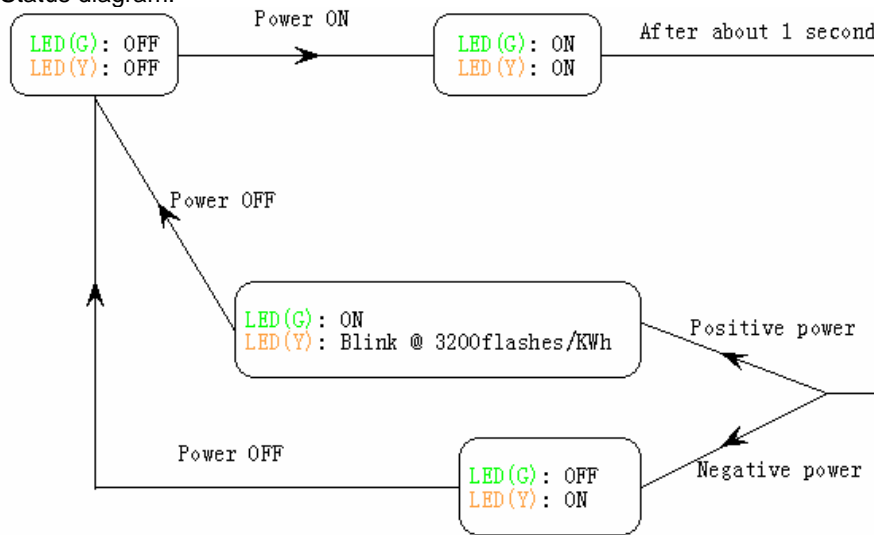 Status diagram:
Power ON
After about 1 second
LED(G): OFF
LED(Y): OFF
LED(G): ON
LED(Y): ON
Power OFF
LED(G): ON
LED(Y): Blink @ 3200flashes/KWh
Positive power
Power OFF
Negative power
LED(G): OFF
LED(Y): ON